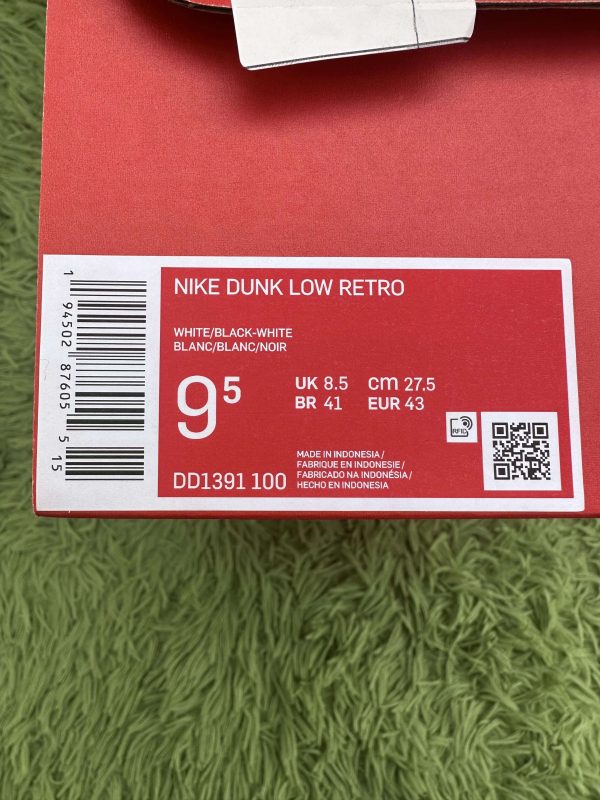 NIKE DUNK LOW RETRO
WHITE/BLACK-WHITE
BLANC/BLANC/NOIR
9⁵
UK 8.5 cm 27.5
BR 41 EUR 43
RFID
DD1391 100
MADE IN INDONESIA /
FABRIQUE EN INDONESIE /
FABRICADO NA INDONÉSIA /
HECHO EN INDONESIA
1 94502 87605 5 15